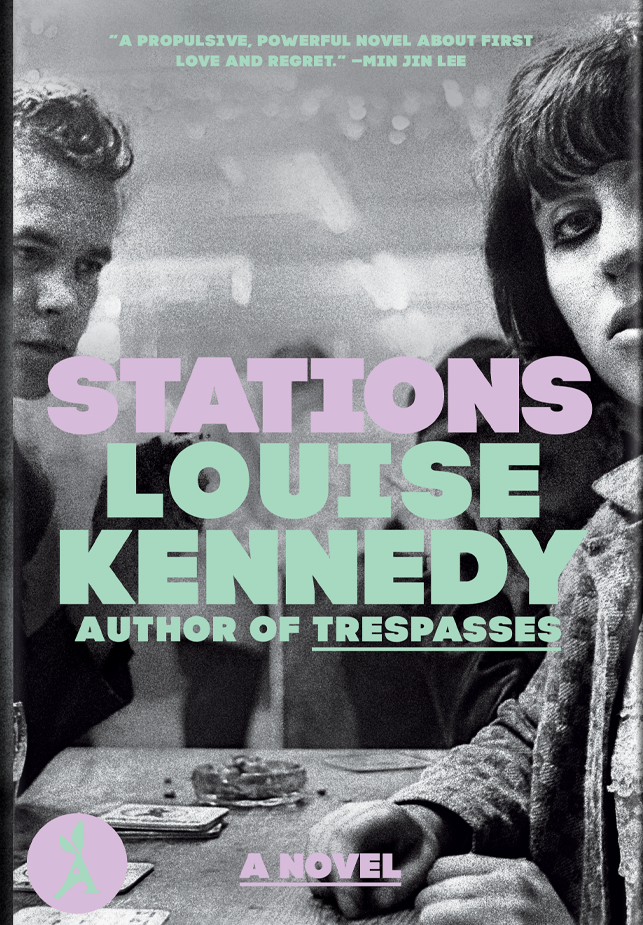 “A PROPULSIVE, POWERFUL NOVEL ABOUT FIRST
LOVE AND REGRET.” —MIN JIN LEE
STATIONS
LOUISE
KENNEDY
AUTHOR OF TRESPASSES
A NOVEL